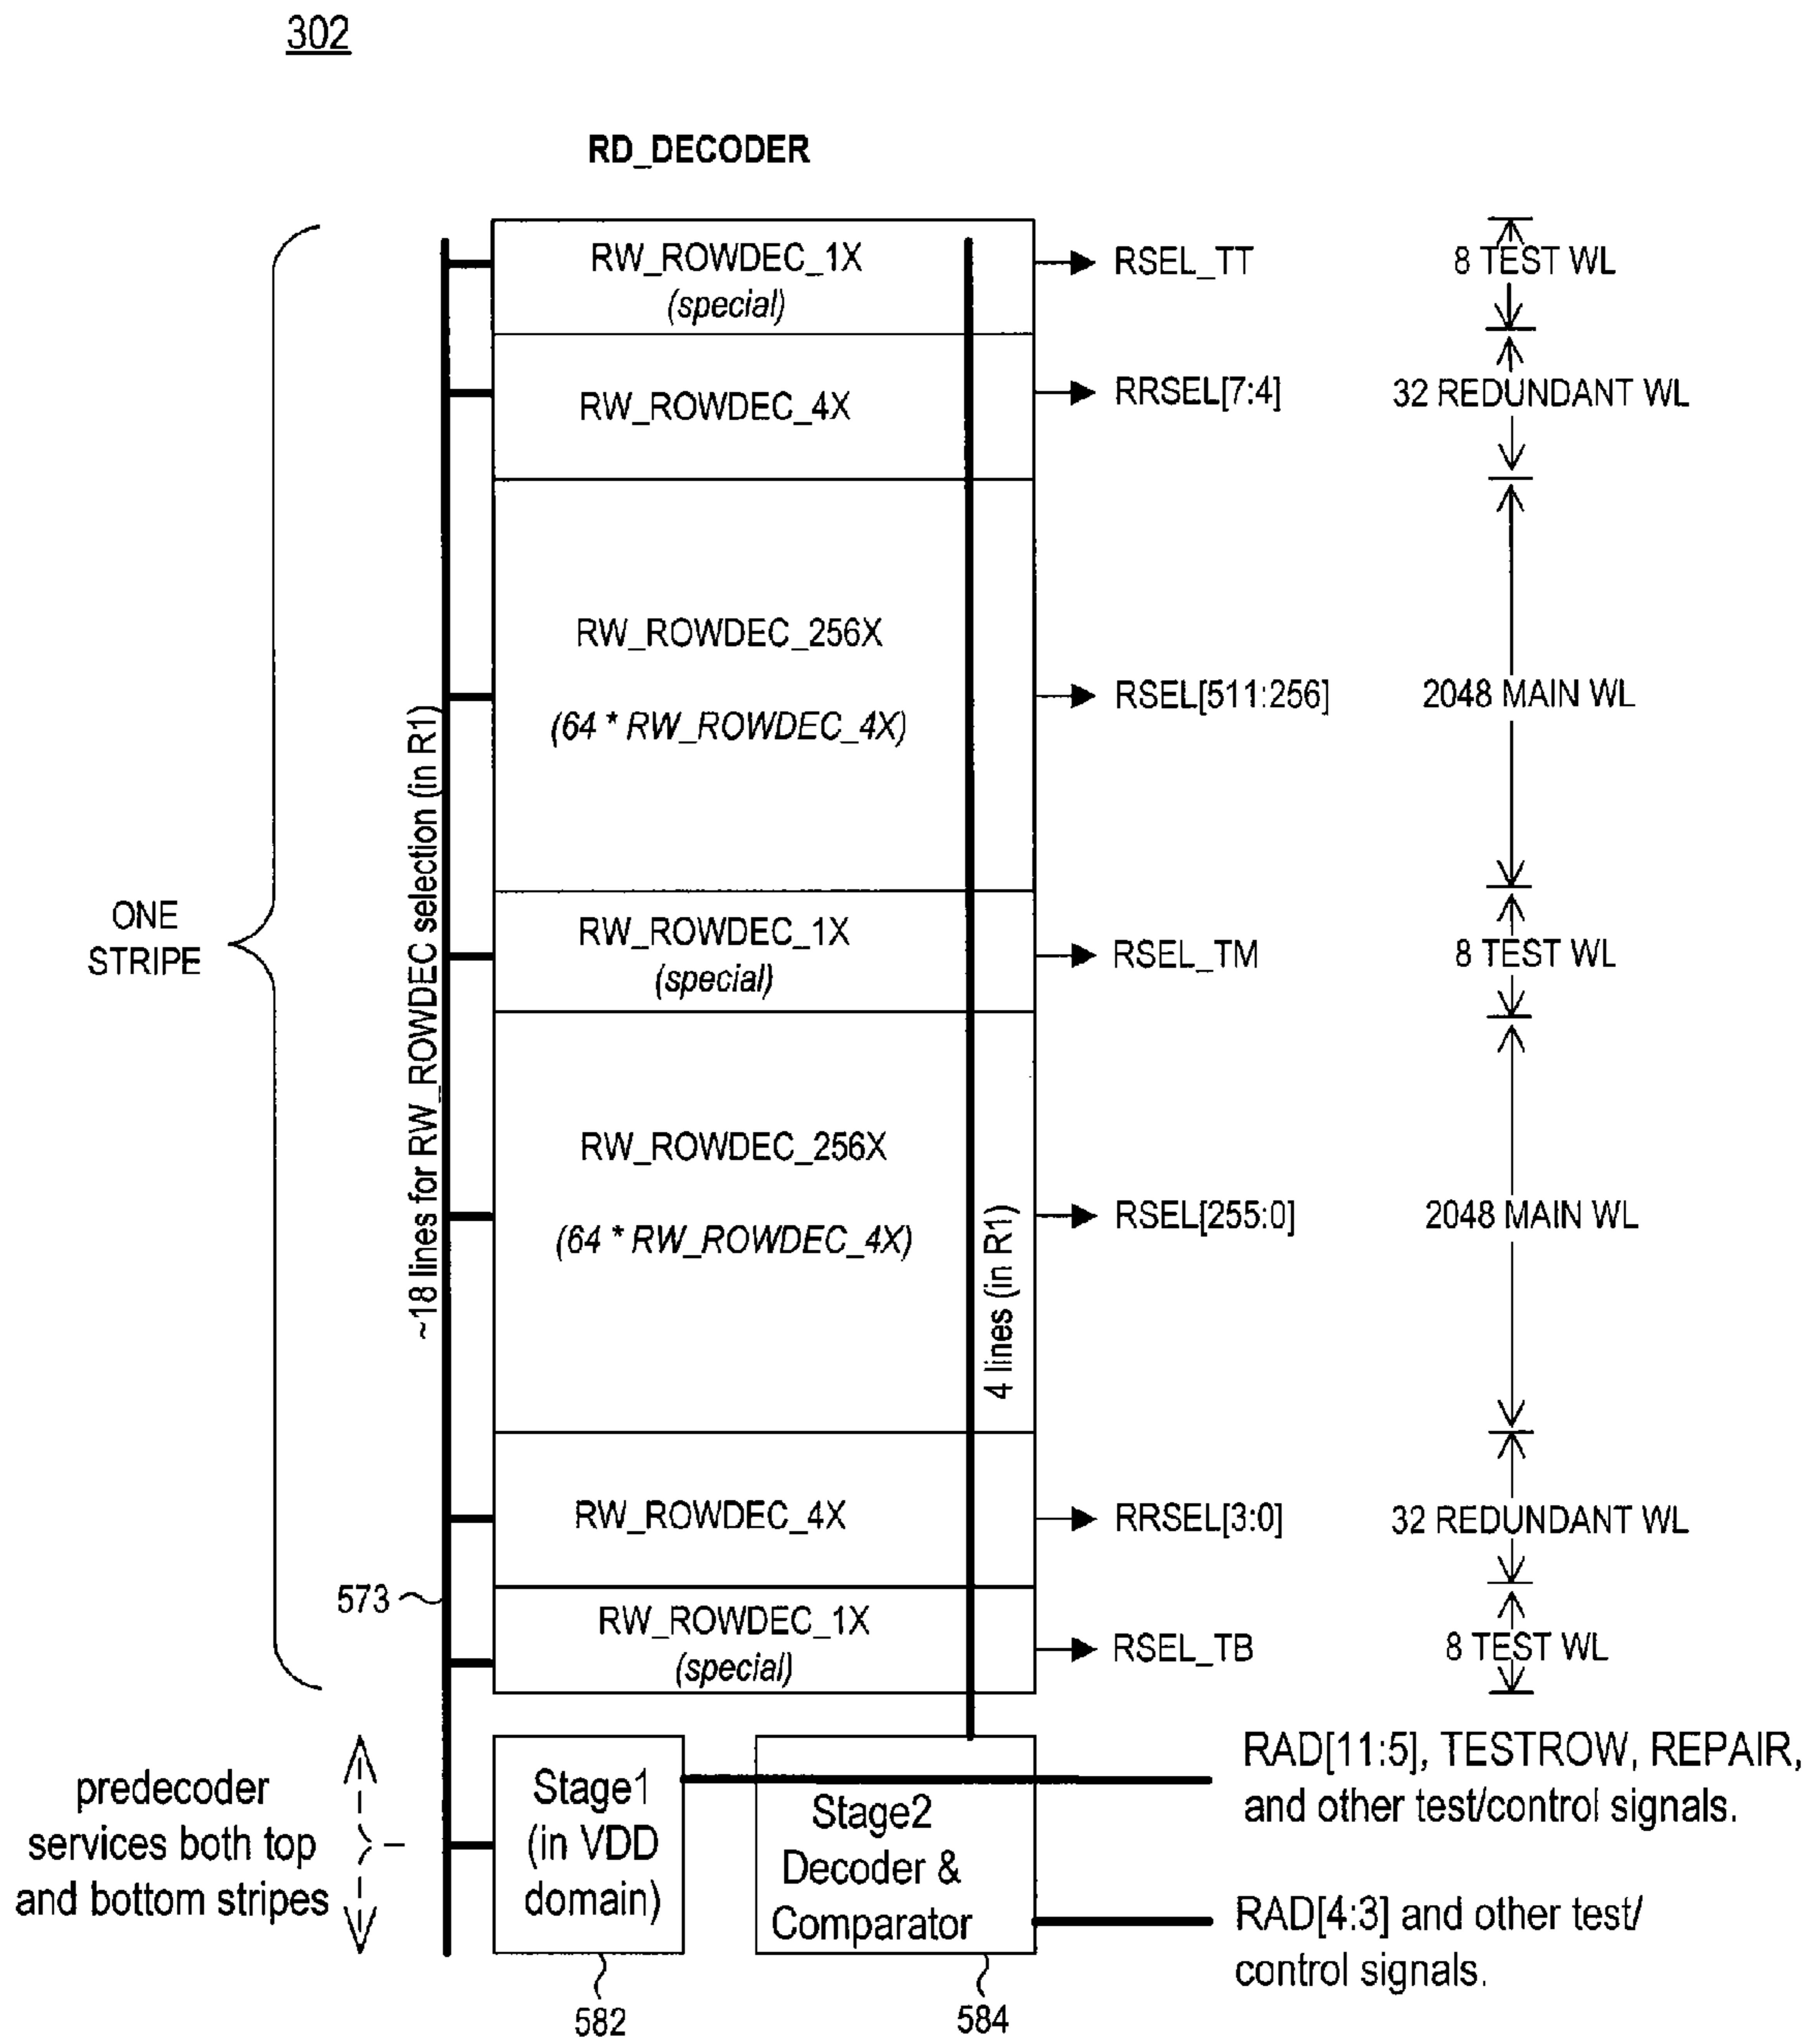 302
RD_DECODER
RW_ROWDEC_1X
(special)
RSEL_TT
8 TEST WL
RW_ROWDEC_4X
RRSEL[7:4]
32 REDUNDANT WL
RW_ROWDEC_256X
(64 * RW_ROWDEC_4X)
RSEL[511:256]
2048 MAIN WL
~18 lines for RW_ROWDEC selection (in R1)
ONE
STRIPE
RW_ROWDEC_1X
(special)
RSEL_TM
8 TEST WL
RW_ROWDEC_256X
(64 * RW_ROWDEC_4X)
4 lines (in R1)
RSEL[255:0]
2048 MAIN WL
RW_ROWDEC_4X
RRSEL[3:0]
32 REDUNDANT WL
573
RW_ROWDEC_1X
(special)
RSEL_TB
8 TEST WL
predecoder
services both top
and bottom stripes
Stage1
(in VDD
domain)
Stage2
Decoder &
Comparator
RAD[11:5], TESTROW, REPAIR,
and other test/control signals.
RAD[4:3] and other test/
control signals.
582
584